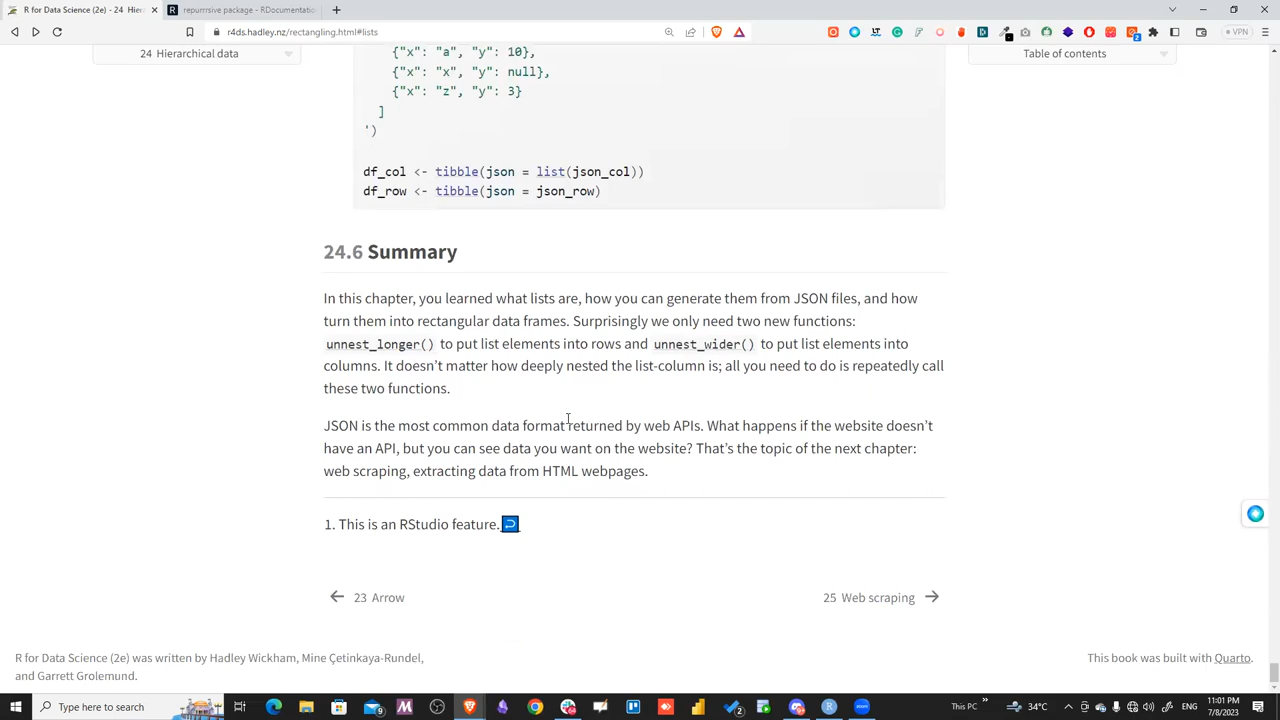 R for Data Science (2e) - 24 Hiera
repurrrsive package - RDocumentation
r4ds.hadley.nz/rectangling.html#lists
VPN
24 Hierarchical data
Table of contents
{"x": "a", "y": 10},
{"x": "x", "y": null},
{"x": "z", "y": 3}
]
')
df_col <- tibble(json = list(json_col))
df_row <- tibble(json = json_row)
24.6 Summary
In this chapter, you learned what lists are, how you can generate them from JSON files, and how
turn them into rectangular data frames. Surprisingly we only need two new functions:
unnest_longer() to put list elements into rows and unnest_wider() to put list elements into
columns. It doesn’t matter how deeply nested the list-column is; all you need to do is repeatedly call
these two functions.
JSON is the most common data format returned by web APIs. What happens if the website doesn’t
have an API, but you can see data you want on the website? That’s the topic of the next chapter:
web scraping, extracting data from HTML webpages.
1. This is an RStudio feature.
23 Arrow
25 Web scraping
R for Data Science (2e) was written by Hadley Wickham, Mine Çetinkaya-Rundel,
and Garrett Grolemund.
This book was built with Quarto.
Type here to search
This PC
34°C
11:01 PM
7/8/2023